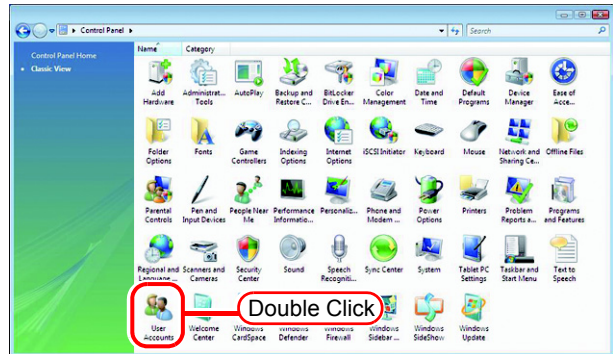 Control Panel
Search
Control Panel Home
Classic View
Name Category
Add Hardware
Administrat... Tools
AutoPlay
Backup and Restore C...
BitLocker Drive En...
Color Management
Date and Time
Default Programs
Device Manager
Ease of Acce...
Folder Options
Fonts
Game Controllers
Indexing Options
Internet Options
iSCSI Initiator
Keyboard
Mouse
Network and Sharing Ce...
Offline Files
Parental Controls
Pen and Input Devices
People Near Me
Performance Informatio...
Personaliz...
Phone and Modem ...
Power Options
Printers
Problem Reports a...
Programs and Features
Regional and Language ...
Scanners and Cameras
Security Center
Sound
Speech Recogniti...
Sync Center
System
Tablet PC Settings
Taskbar and Start Menu
Text to Speech
User Accounts
Welcome Center
Windows CardSpace
Windows Defender
Windows Firewall
Windows Sidebar ...
Windows SideShow
Windows Update
Double Click